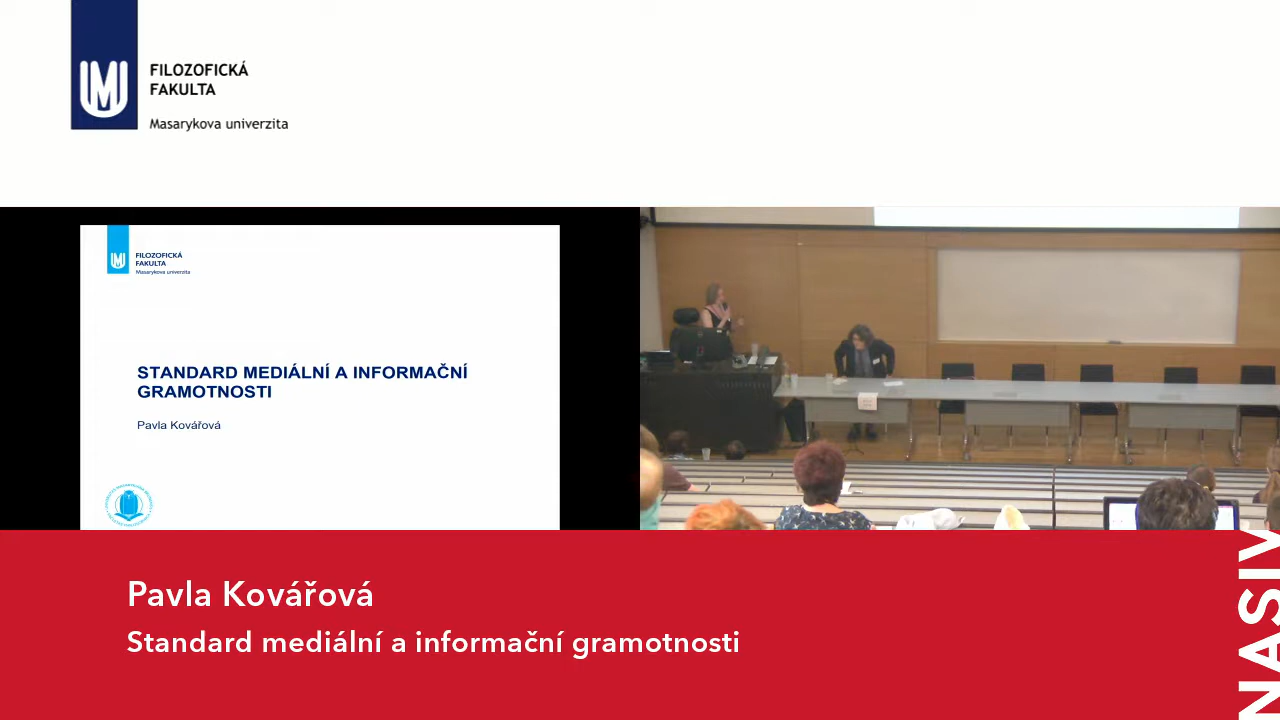 FILOZOFICKÁ
FAKULTA
Masarykova univerzita
FILOZOFICKÁ
FAKULTA
Masarykova univerzita
STANDARD MEDIÁLNÍ A INFORMAČNÍ
GRAMOTNOSTI
Pavla Kovářová
Pavla Kovářová
Standard mediální a informační gramotnosti
NASIV